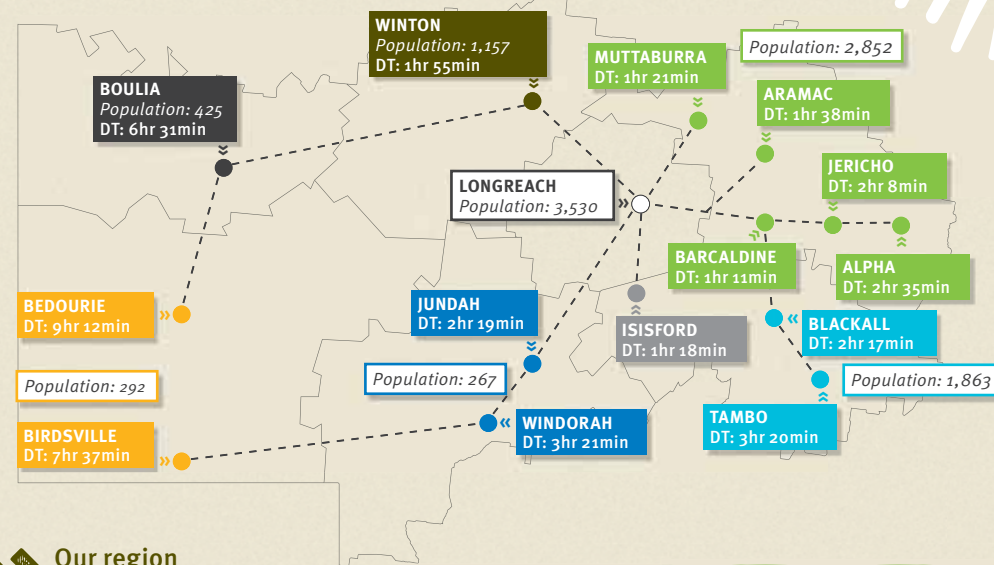 WINTON
Population: 1,157
DT: 1hr 55min
MUTTABURRA
DT: 1hr 21min
Population: 2,852
BOULIA
Population: 425
DT: 6hr 31min
ARAMAC
DT: 1hr 38min
JERICHO
DT: 2hr 8min
LONGREACH
Population: 3,530
BARCALDINE
DT: 1hr 11min
ALPHA
DT: 2hr 35min
BEDOURIE
DT: 9hr 12min
JUNDAH
DT: 2hr 19min
ISISFORD
DT: 1hr 18min
BLACKALL
DT: 2hr 17min
Population: 292
Population: 267
Population: 1,863
BIRDSVILLE
DT: 7hr 37min
WINDORAH
DT: 3hr 21min
TAMBO
DT: 3hr 20min
Our region